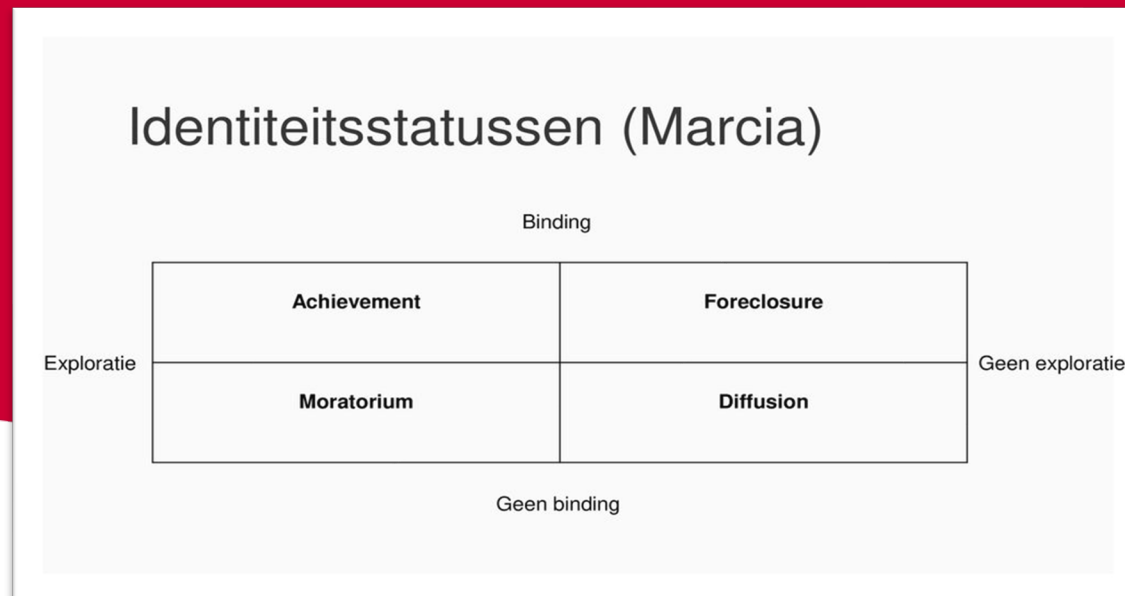 Identiteitsstatussen (Marcia)
Binding
Achievement Foreclosure
Exploratie Geen exploratie
Moratorium Diffusion
Geen binding